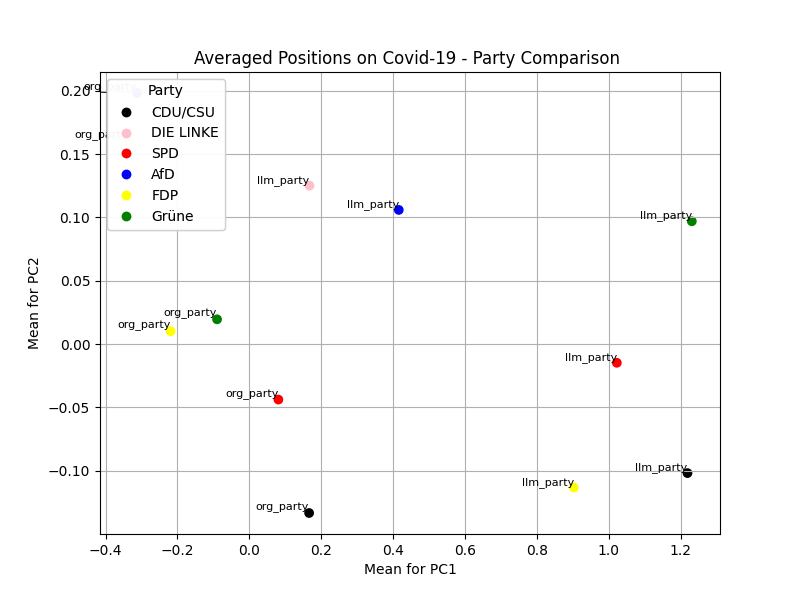 Averaged Positions on Covid-19 - Party Comparison
Party
CDU/CSU
DIE LINKE
SPD
AfD
FDP
Grüne
llm_party
llm_party
llm_party
org_party
org_party
llm_party
org_party
llm_party
llm_party
org_party
0.20
0.15
0.10
0.05
0.00
−0.05
−0.10
Mean for PC2
−0.4
−0.2
0.0
0.2
0.4
0.6
0.8
1.0
1.2
Mean for PC1